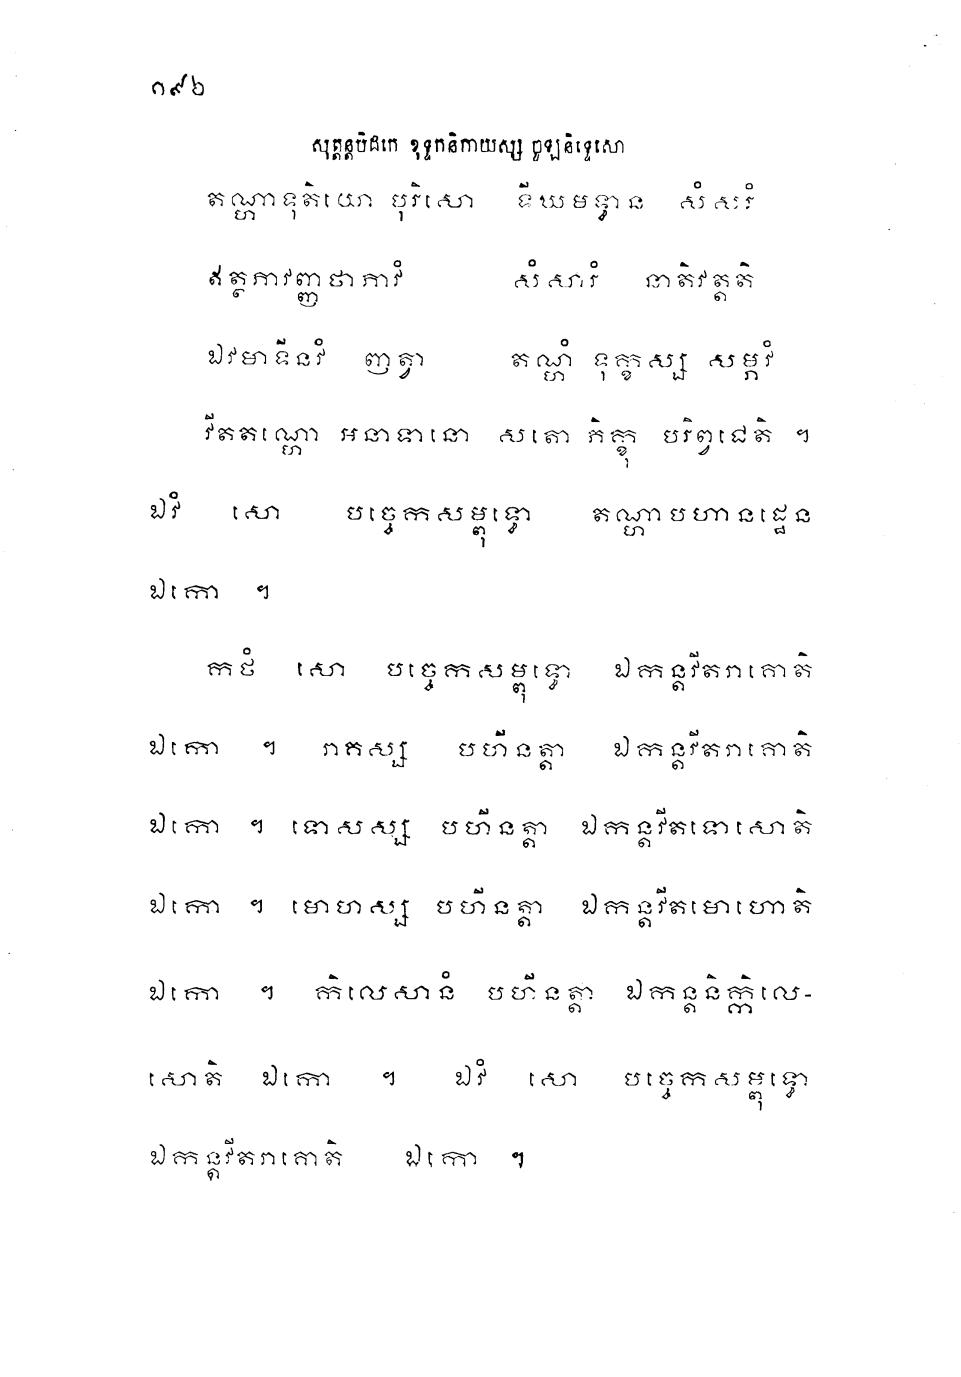 ១៩៦
សុត្តន្តបិដកេ ខុទ្ទកនិកាយស្ស ចូឡនិទ្ទេសោ
តណ្ហាទុតិយោ បុរិសោ ទីឃមទ្ធាន សំសរំ
ឥត្ថភាវញ្ញថាភាវំ សំសារំ នាតិវត្តតិ
ឯវមាទីនវំ ញត្វា តណ្ហំ ទុក្ខស្ស សម្ភវំ
វីតតណ្ហោ អនាទានោ សតោ ភិក្ខុ បរិព្វជេតិ ។
ឯវំ សោ បច្ចេកសម្ពុទ្ធោ តណ្ហាបហានដ្ឋេន
ឯកោ ។
កថំ សោ បច្ចេកសម្ពុទ្ធោ ឯកន្តវីតរាគោតិ
ឯកោ ។ រាគស្ស បហីនត្តា ឯកន្តវីតរាគោតិ
ឯកោ ។ ទោសស្ស បហីនត្តា ឯកន្តវីតទោសោតិ
ឯកោ ។ មោហស្ស បហីនត្តា ឯកន្តវីតមោហោតិ
ឯកោ ។ កិលេសានំ បហីនត្តា ឯកន្តនិក្កិលេ-
សោតិ ឯកោ ។ ឯវំ សោ បច្ចេកសម្ពុទ្ធោ
ឯកន្តវីតរាគោតិ ឯកោ ។